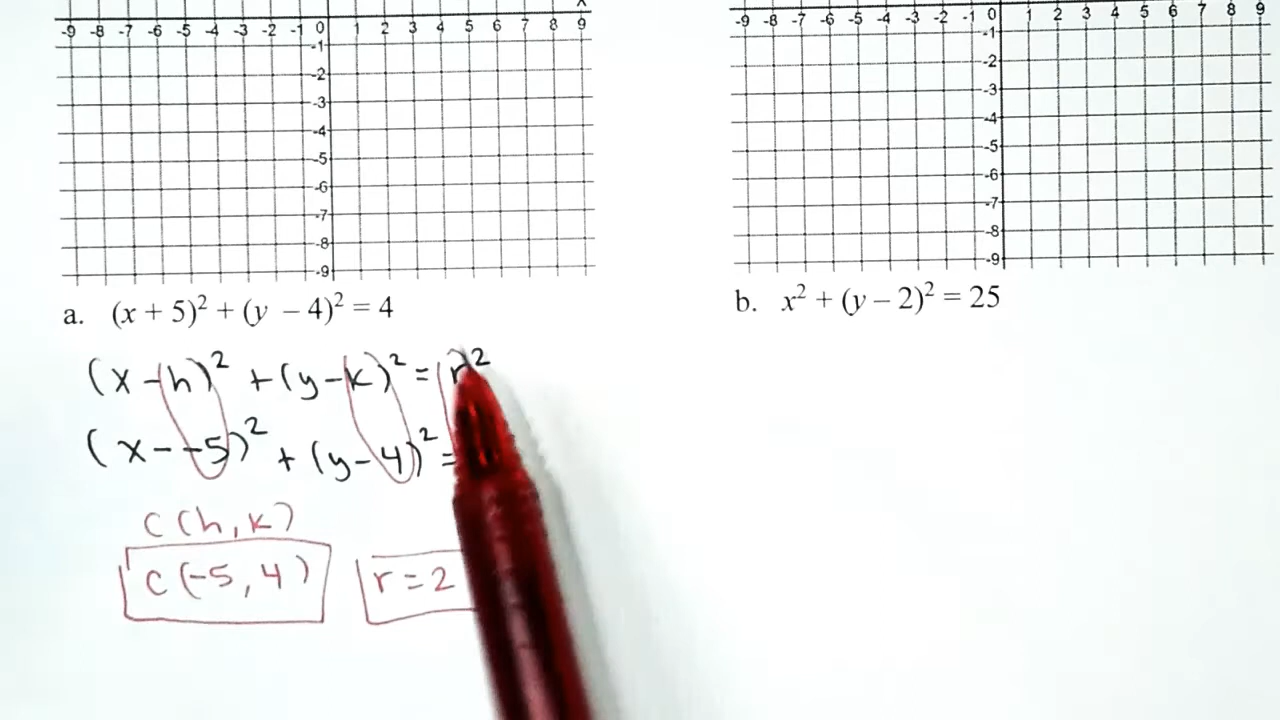 -9 -8 -7 -6 -5 -4 -3 -2 -1 0 1 2 3 4 5 6 7 8 9
-1
-2
-3
-4
-5
-6
-7
-8
-9
a. (x + 5)² + (y – 4)² = 4
(x - h)² + (y - k)² = r²
(x - -5)² + (y - 4)² =
C (h, k)
C (-5, 4) r = 2
-9 -8 -7 -6 -5 -4 -3 -2 -1 0 1 2 3 4 5 6 7 8 9
-1
-2
-3
-4
-5
-6
-7
-8
-9
b. x² + (y – 2)² = 25